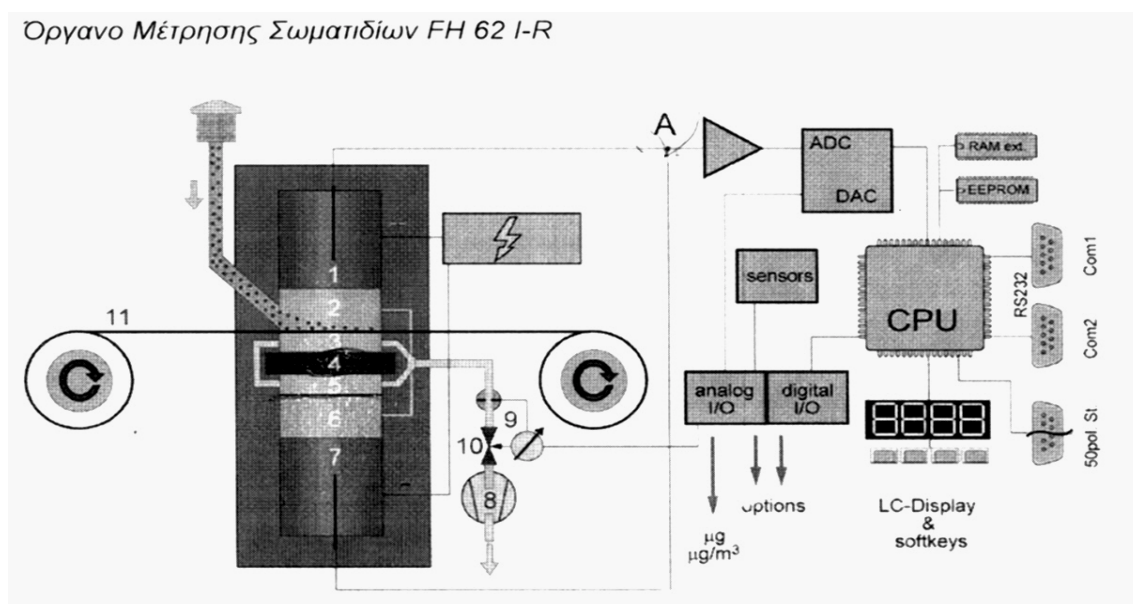 Όργανο Μέτρησης Σωματιδίων FH 62 I-R
A
ADC
DAC
RAM ext.
EEPROM
1
2
3
4
5
6
7
11
sensors
CPU
RS232
Com1
Com2
analog
I/O
digital
I/O
9
10
8
8888
50pol St.
options
µg
µg/m³
LC-Display
&
softkeys